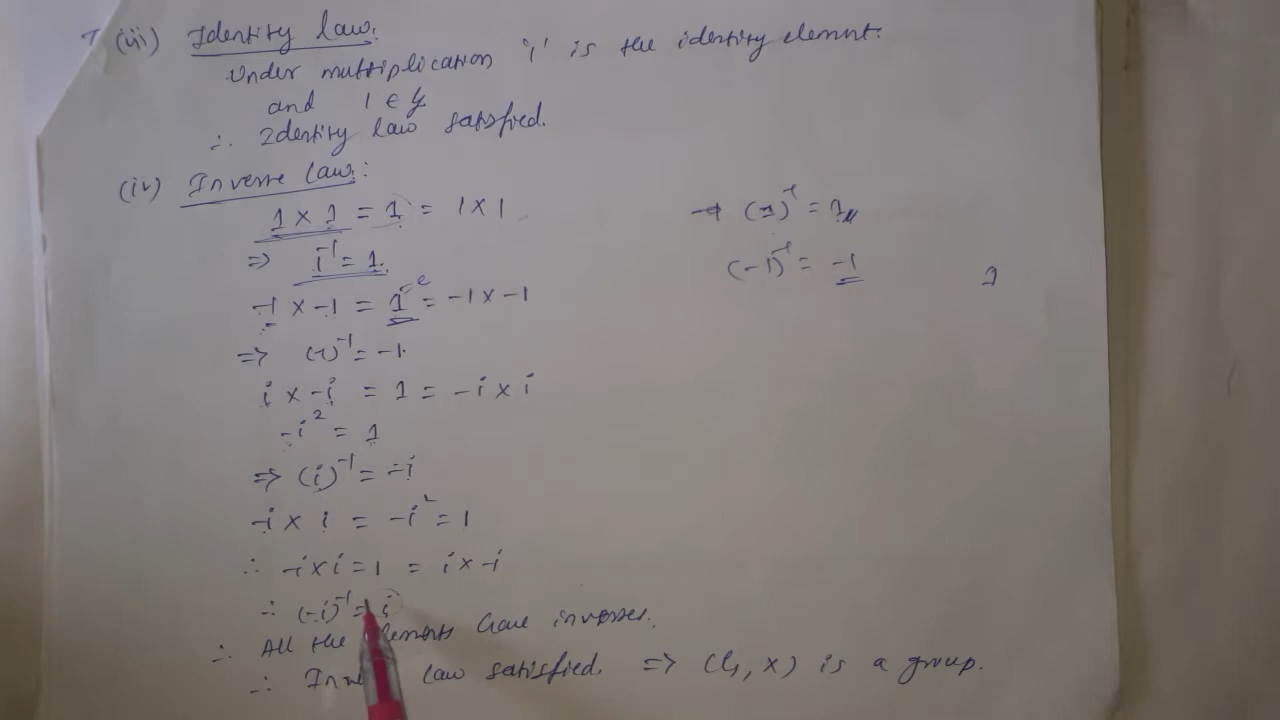 (iii) Identity law:
Under multiplication '1' is the identity element.
and 1 ∈ G
∴ Identity law satisfied.
(iv) Inverse law:
1 × 1 = 1 = 1 × 1
⇒ 1⁻¹ = 1.
-1 × -1 = 1 = e = -1 × -1
⇒ (1)⁻¹ = -1.
i × -i = 1 = -i × i
-i² = 1
⇒ (i)⁻¹ = -i
-i × i = -i² = 1
∴ -i × i = 1 = i × -i
∴ (-i)⁻¹ = i
∴ All the elements have inverses.
∴ law satisfied. ⇒ (G, ×) is a group.
→ (1)⁻¹ = 1
(-1)⁻¹ = -1
1